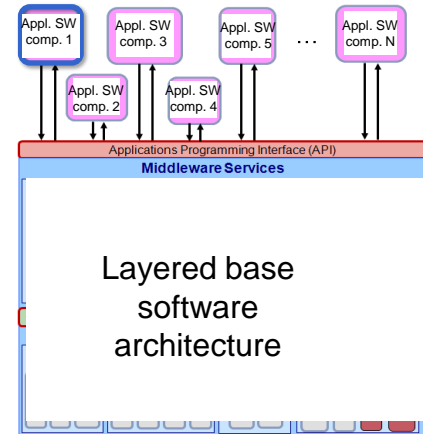 Appl. SW
comp. 1
Appl. SW
comp. 3
Appl. SW
comp. 5
...
Appl. SW
comp. N
Appl. SW
comp. 2
Appl. SW
comp. 4
Applications Programming Interface (API)
Middleware Services
Layered base
software
architecture